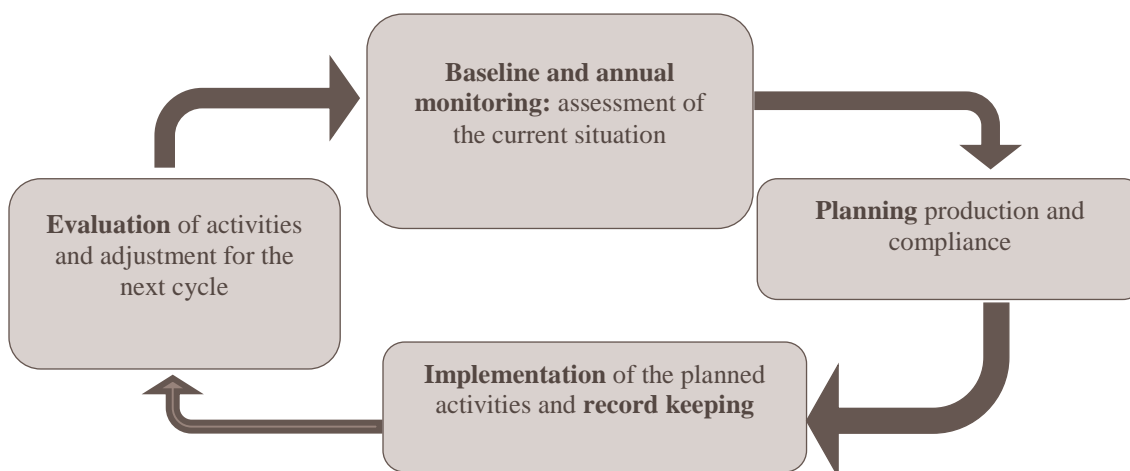 Baseline and annual
monitoring: assessment of
the current situation
Planning production and
compliance
Implementation of the planned
activities and record keeping
Evaluation of activities
and adjustment for the
next cycle